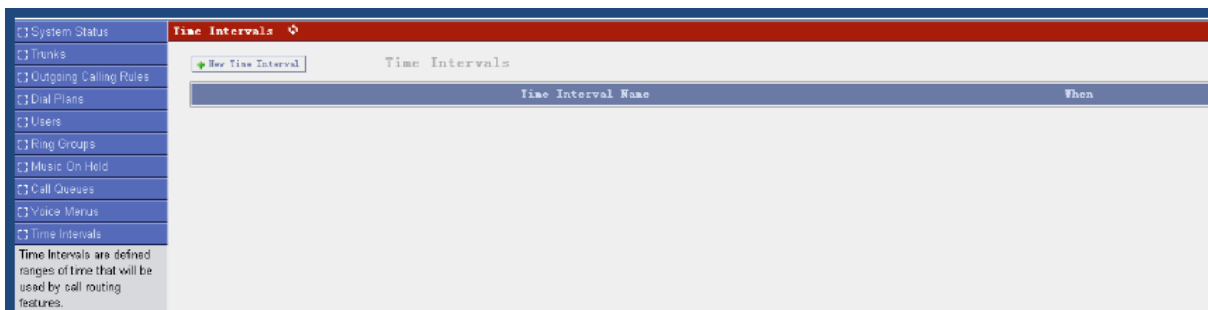 System Status
Trunks
Outgoing Calling Rules
Dial Plans
Users
Ring Groups
Music On Hold
Call Queues
Voice Menus
Time Intervals
Time Intervals are defined
ranges of time that will be
used by call routing
features.
Time Intervals
New Time Interval
Time Intervals
Time Interval Name When